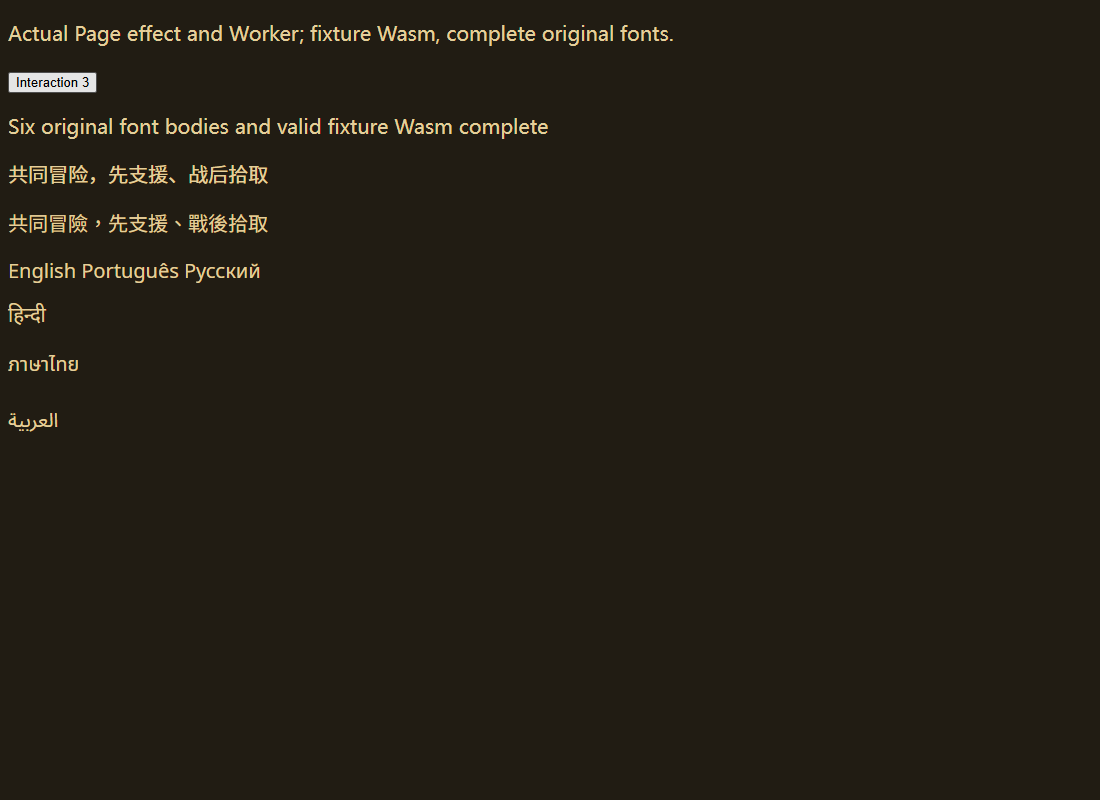 Actual Page effect and Worker; fixture Wasm, complete original fonts.
Interaction 3
Six original font bodies and valid fixture Wasm complete
共同冒险，先支援、战后拾取
共同冒險，先支援、戰後拾取
English Português Русский
हिन्दी
ภาษาไทย
العربية